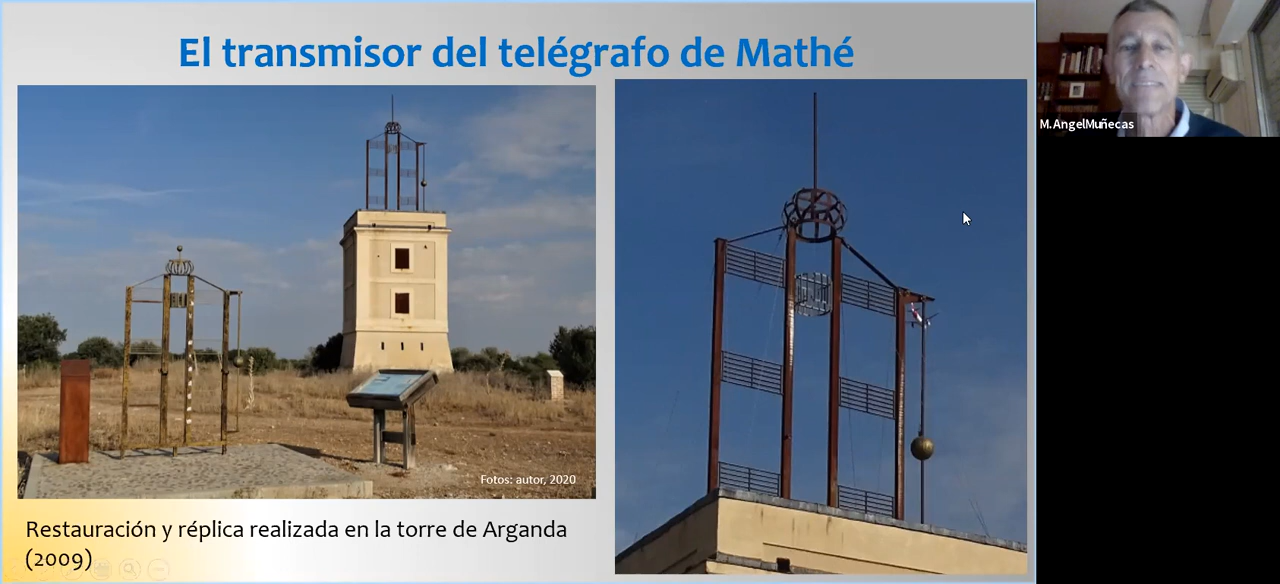 El transmisor del telégrafo de Mathé
M.AngelMuñecas
Fotos: autor, 2020
Restauración y réplica realizada en la torre de Arganda
(2009)